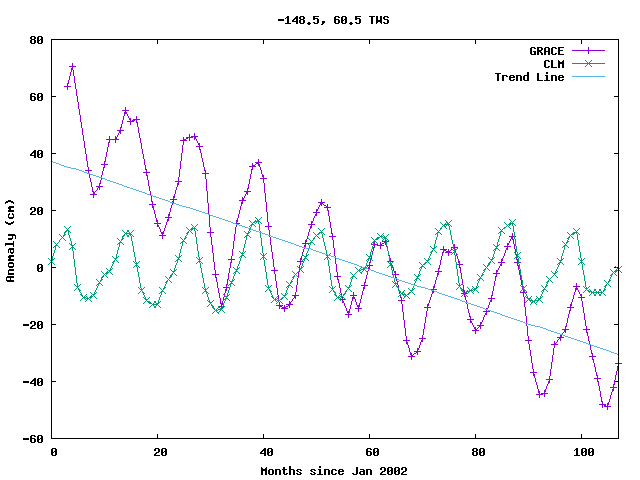 -148.5, 60.5 TWS
GRACE
CLM
Trend Line
80
60
40
20
0
-20
-40
-60
Anomaly (cm)
0 20 40 60 80 100
Months since Jan 2002